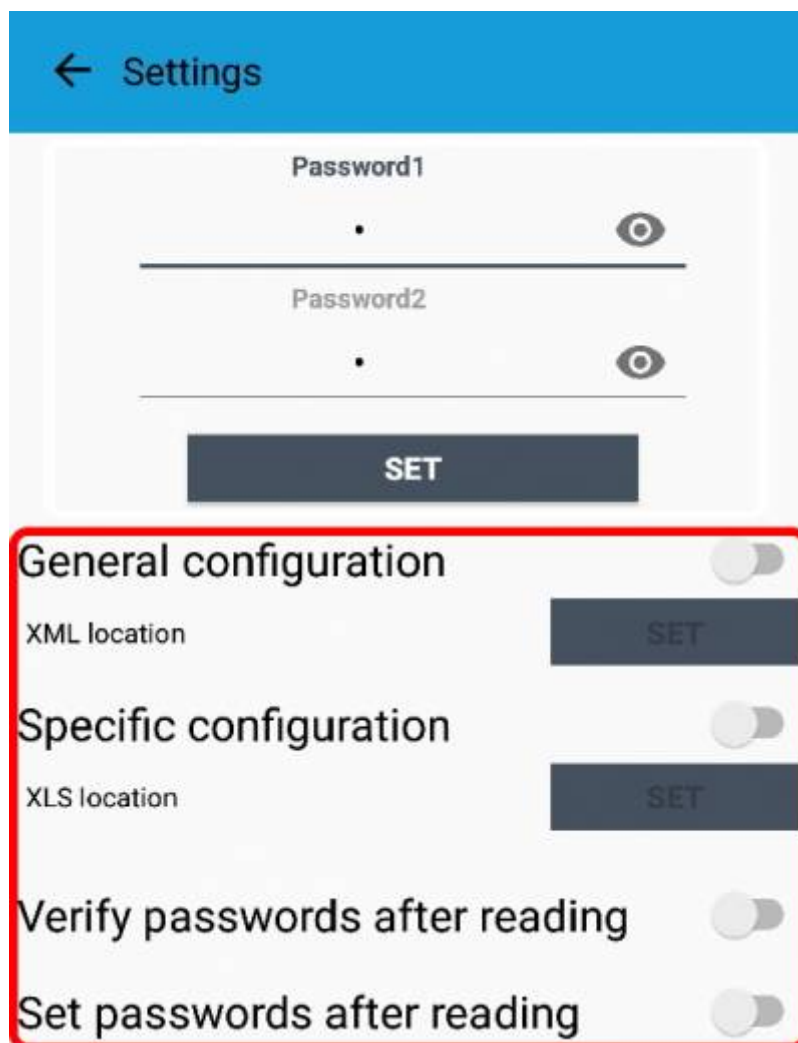 Settings
Password1
Password2
SET
General configuration
XML location
SET
Specific configuration
XLS location
SET
Verify passwords after reading
Set passwords after reading